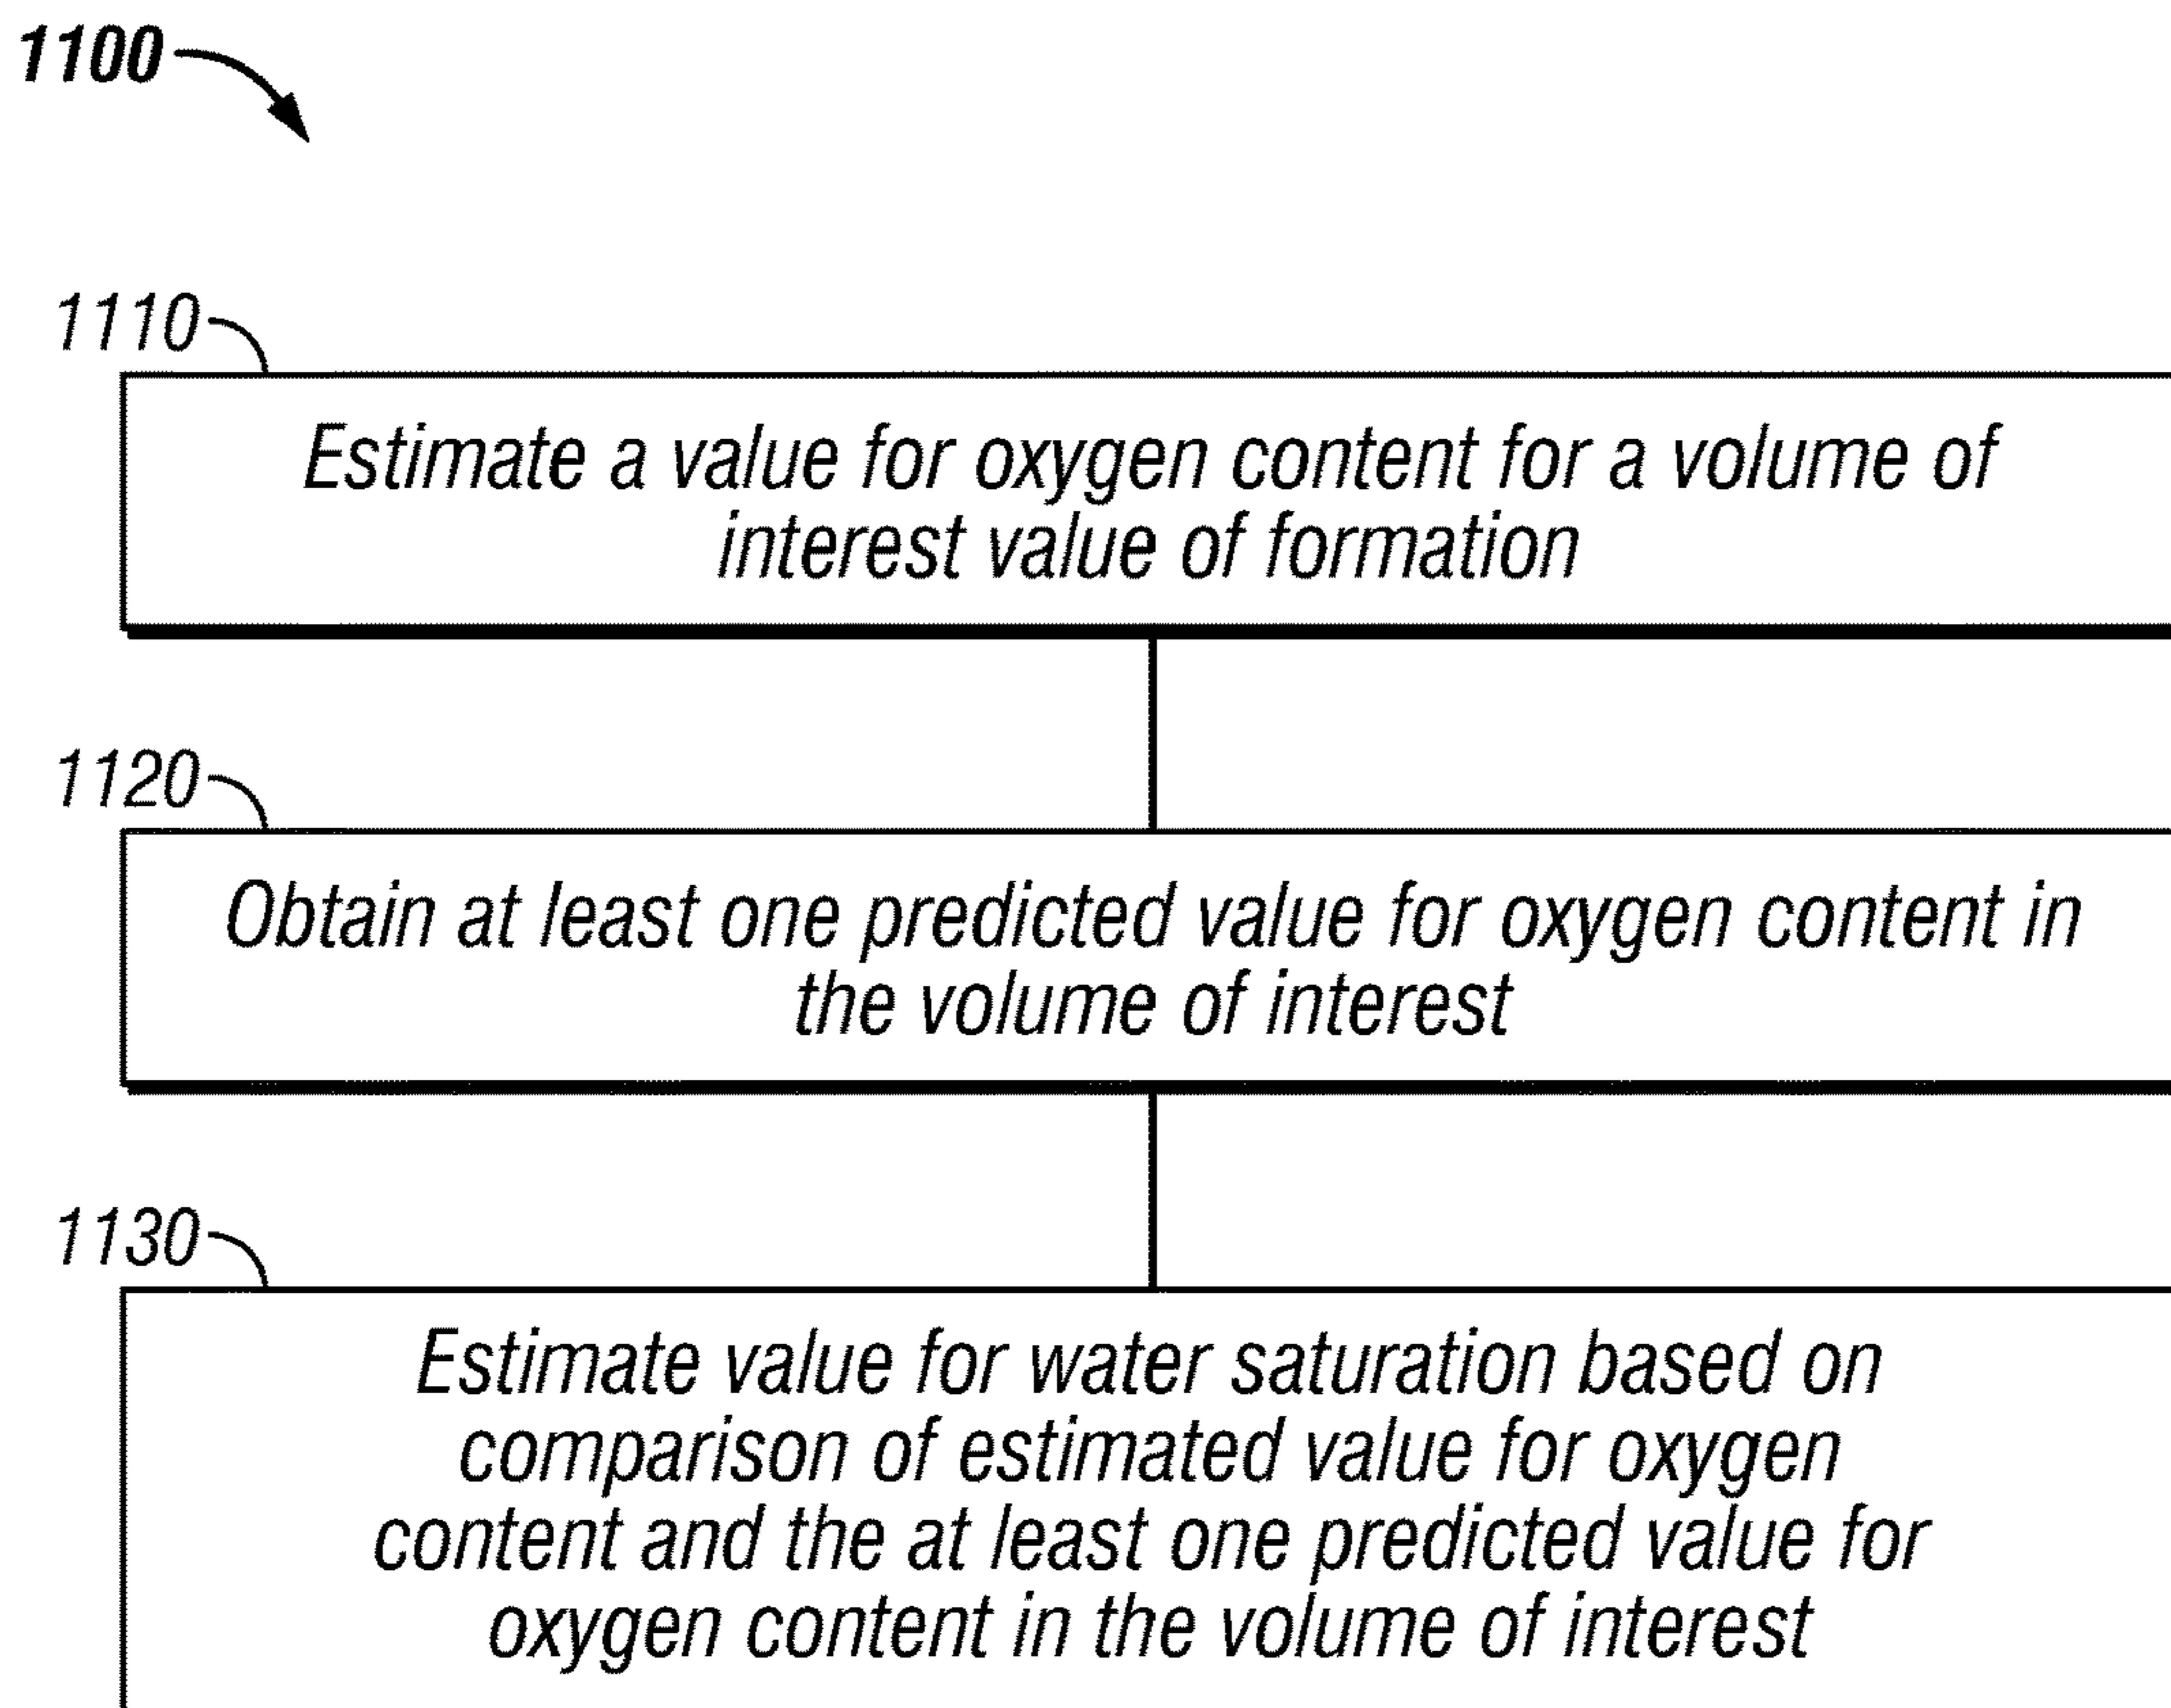 1100
1110
Estimate a value for oxygen content for a volume of
interest value of formation
1120
Obtain at least one predicted value for oxygen content in
the volume of interest
1130
Estimate value for water saturation based on
comparison of estimated value for oxygen
content and the at least one predicted value for
oxygen content in the volume of interest